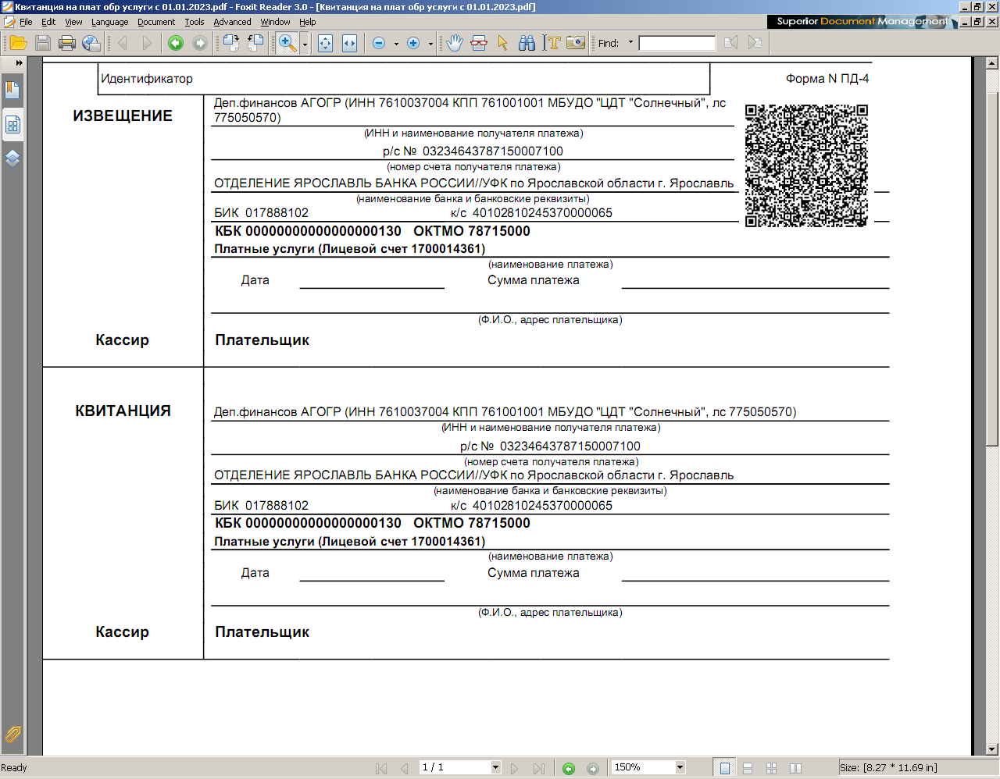 Квитанция на плат обр услуги с 01.01.2023.pdf - Foxit Reader 3.0 - [Квитанция на плат обр услуги с 01.01.2023.pdf]
File Edit View Language Document Tools Advanced Window Help
Superior Document Management
Find:
Идентификатор
Форма N ПД-4
ИЗВЕЩЕНИЕ
Деп.финансов АГОГР (ИНН 7610037004 КПП 761001001 МБУДО "ЦДТ "Солнечный", лс
775050570)
(ИНН и наименование получателя платежа)
р/с № 03234643787150007100
(номер счета получателя платежа)
ОТДЕЛЕНИЕ ЯРОСЛАВЛЬ БАНКА РОССИИ//УФК по Ярославской области г. Ярославль
(наименование банка и банковские реквизиты)
БИК 017888102 к/с 40102810245370000065
КБК 00000000000000000130 ОКТМО 78715000
Платные услуги (Лицевой счет 1700014361)
(наименование платежа)
Дата Сумма платежа
(Ф.И.О., адрес плательщика)
Кассир Плательщик
КВИТАНЦИЯ
Деп.финансов АГОГР (ИНН 7610037004 КПП 761001001 МБУДО "ЦДТ "Солнечный", лс 775050570)
(ИНН и наименование получателя платежа)
р/с № 03234643787150007100
(номер счета получателя платежа)
ОТДЕЛЕНИЕ ЯРОСЛАВЛЬ БАНКА РОССИИ//УФК по Ярославской области г. Ярославль
(наименование банка и банковские реквизиты)
БИК 017888102 к/с 40102810245370000065
КБК 00000000000000000130 ОКТМО 78715000
Платные услуги (Лицевой счет 1700014361)
(наименование платежа)
Дата Сумма платежа
(Ф.И.О., адрес плательщика)
Кассир Плательщик
Ready 1 / 1 150% Size: [8.27 * 11.69 in]